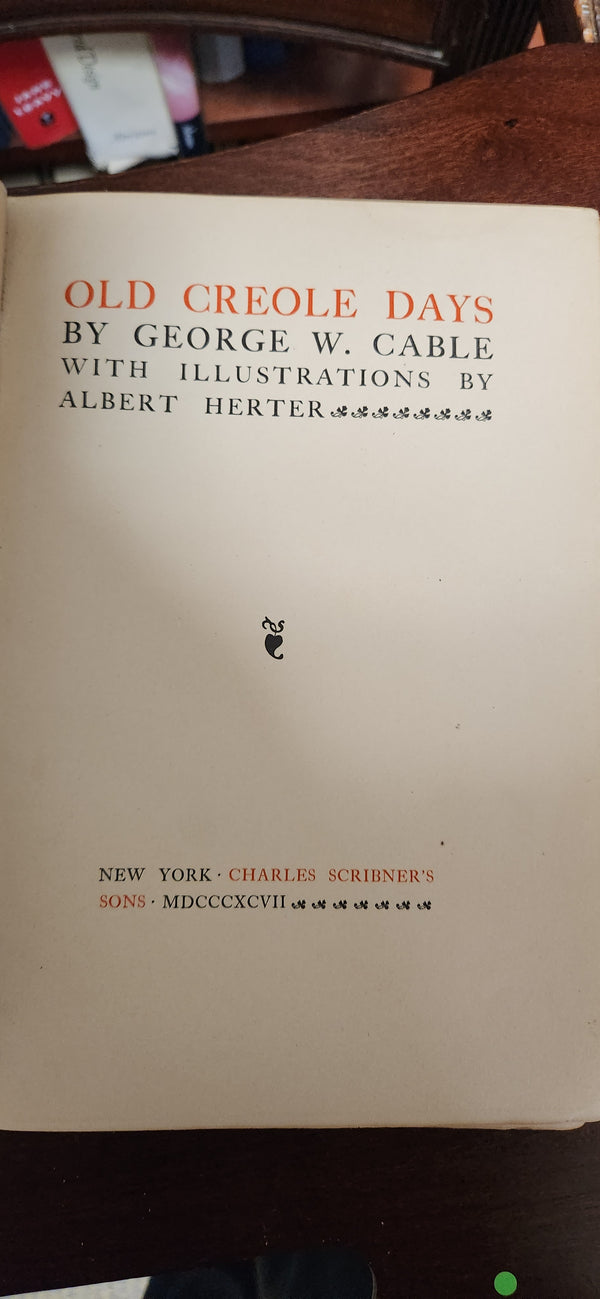 OLD CREOLE DAYS
BY GEORGE W. CABLE
WITH ILLUSTRATIONS BY
ALBERT HERTER
NEW YORK · CHARLES SCRIBNER'S
SONS · MDCCCXCVII